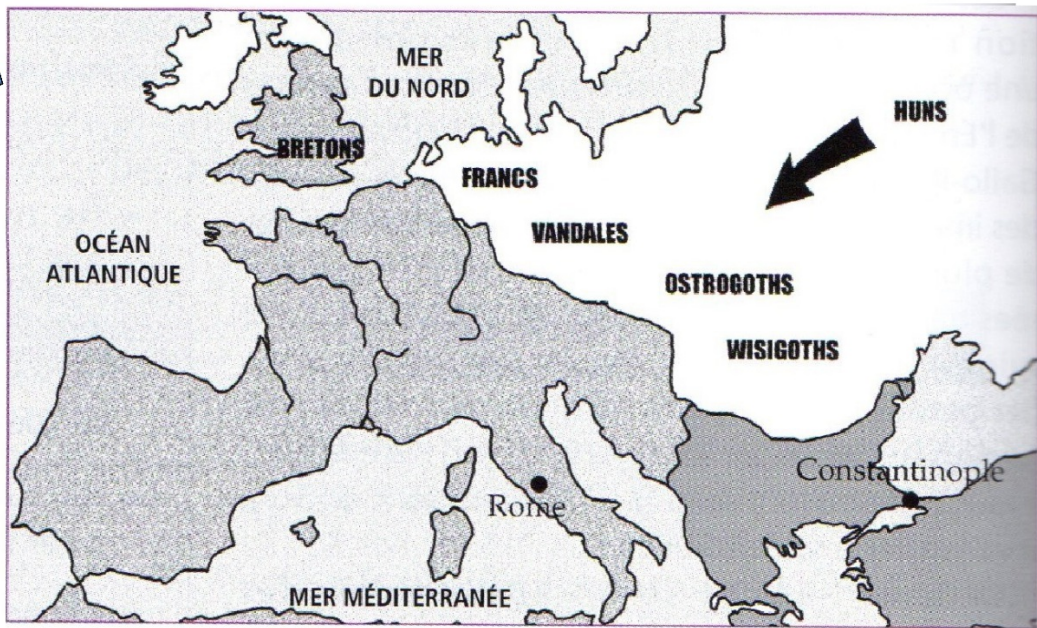 MER
DU NORD
HUNS
BRETONS
FRANCS
VANDALES
OCÉAN
ATLANTIQUE
OSTROGOTHS
WISIGOTHS
Constantinople
Rome
MER MÉDITERRANÉE